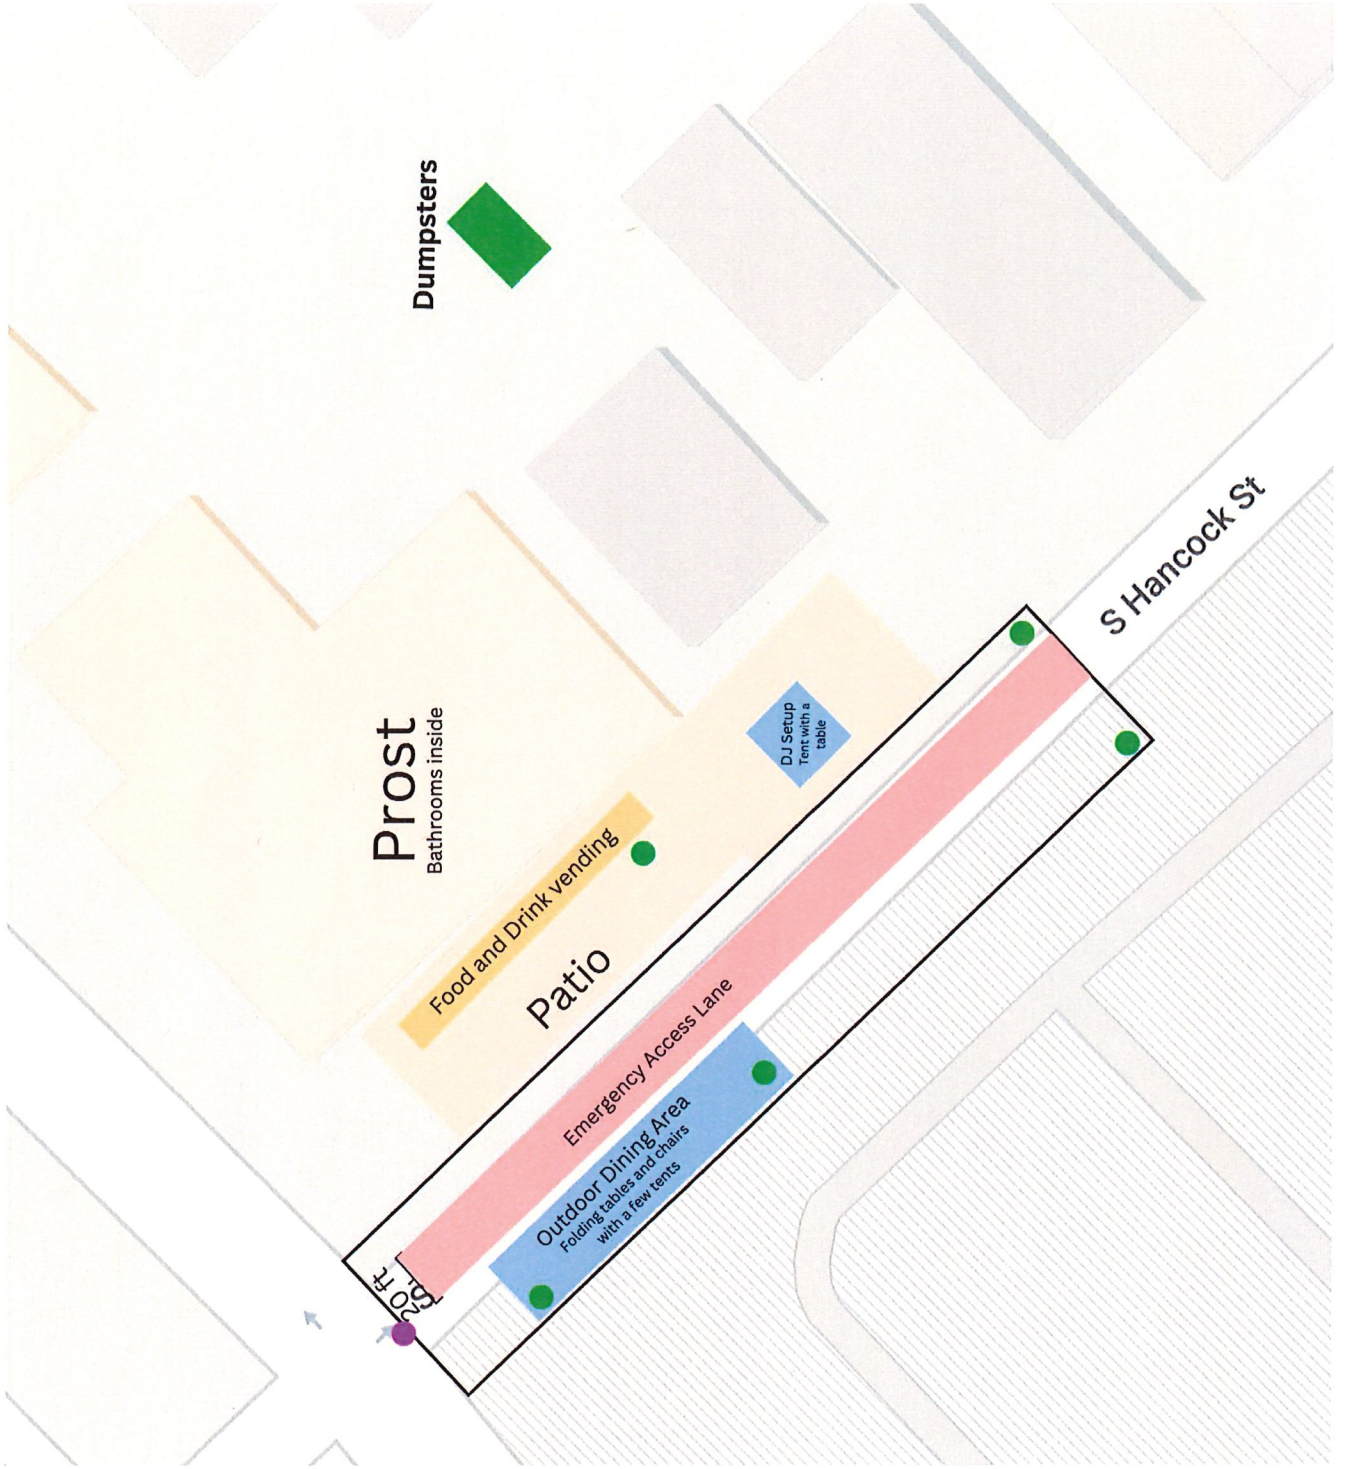 Dumpsters
Prost
Bathrooms inside
DJ Setup
Tent with a
table
Food and Drink vending
Patio
S Hancock St
Emergency Access Lane
Outdoor Dining Area
Folding tables and chairs
with a few tents
20 ft